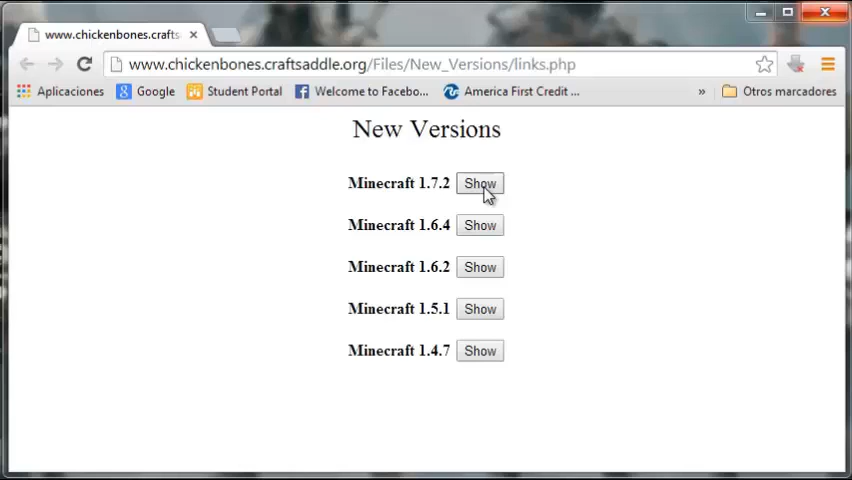 www.chickenbones.crafts
www.chickenbones.craftsaddle.org/Files/New_Versions/links.php
Aplicaciones Google Student Portal Welcome to Facebo... America First Credit ... » Otros marcadores
New Versions
Minecraft 1.7.2 Show
Minecraft 1.6.4 Show
Minecraft 1.6.2 Show
Minecraft 1.5.1 Show
Minecraft 1.4.7 Show